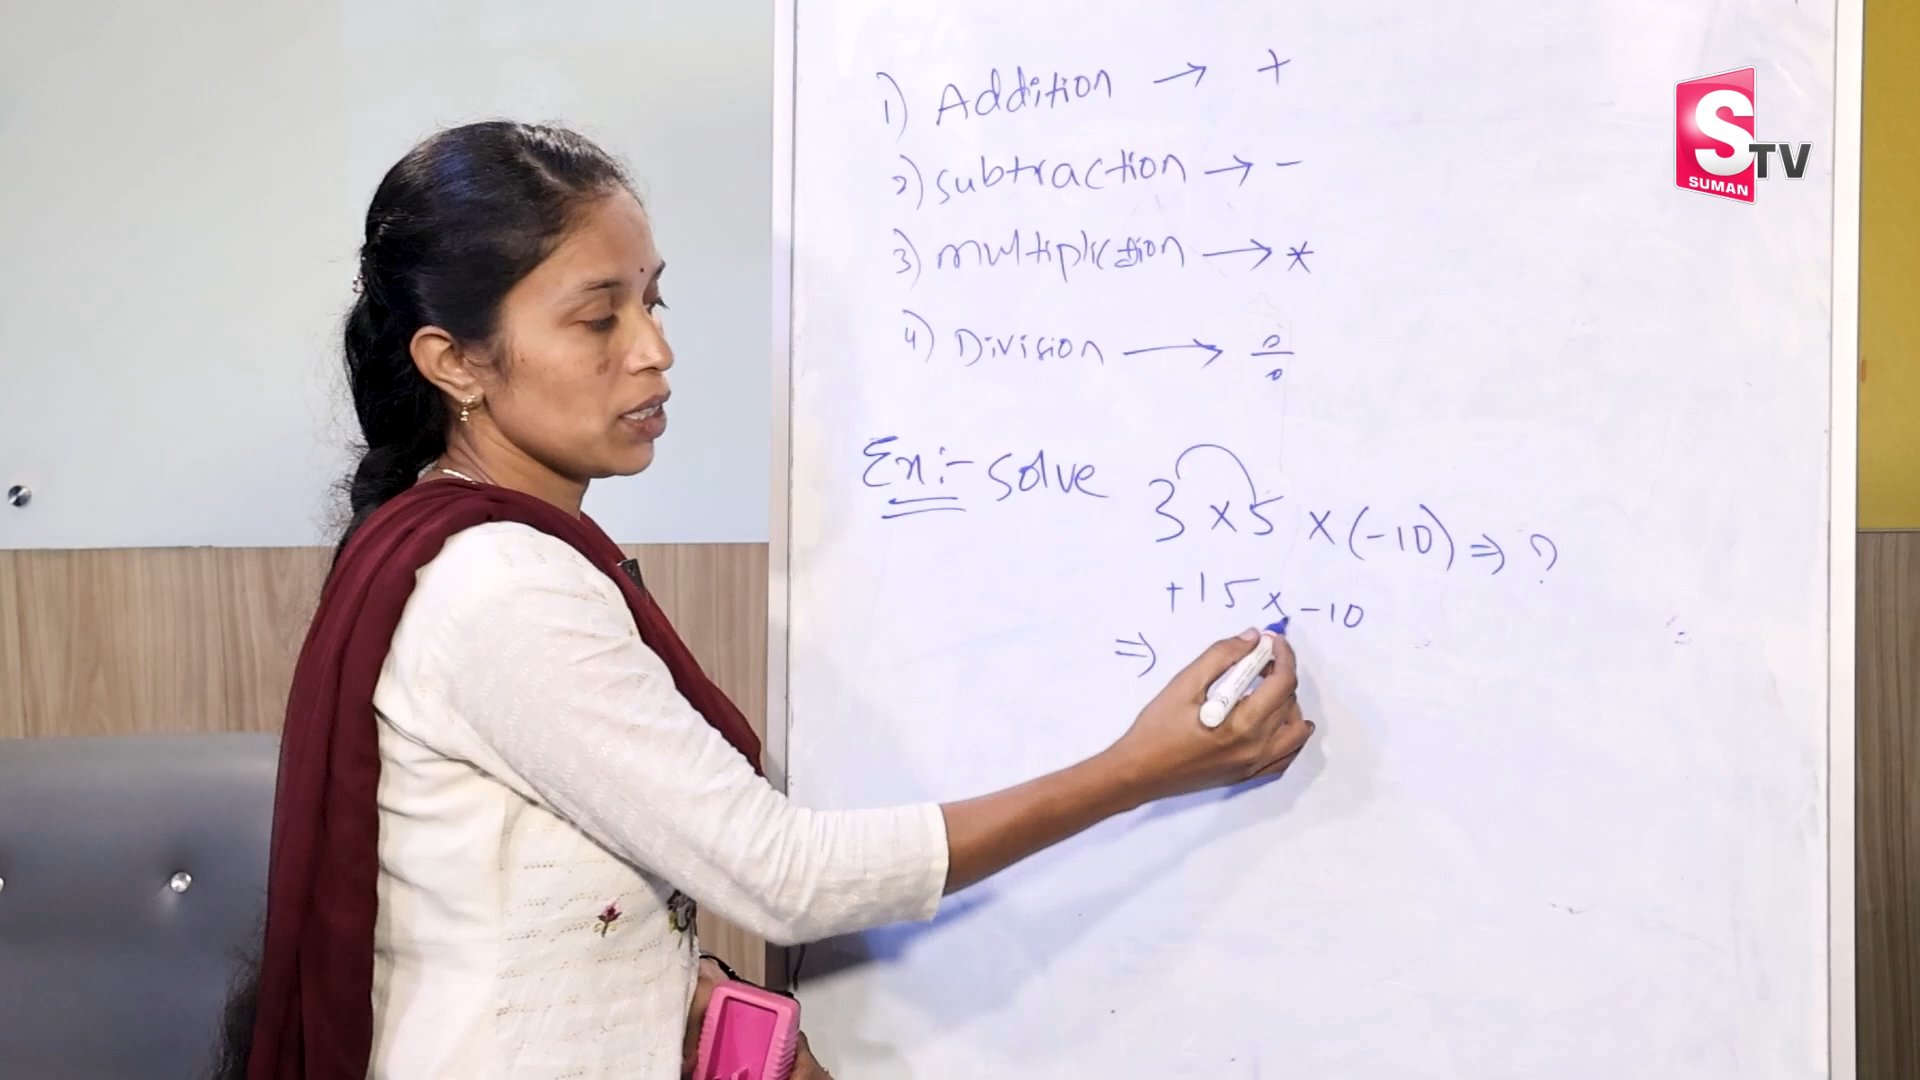 1) Addition → +
2) subtraction → -
3) multiplication → *
4) Division → ÷
Ex:- solve 3 × 5 × (-10) ⇒ ?
+15 × -10
⇒
S TV
SUMAN